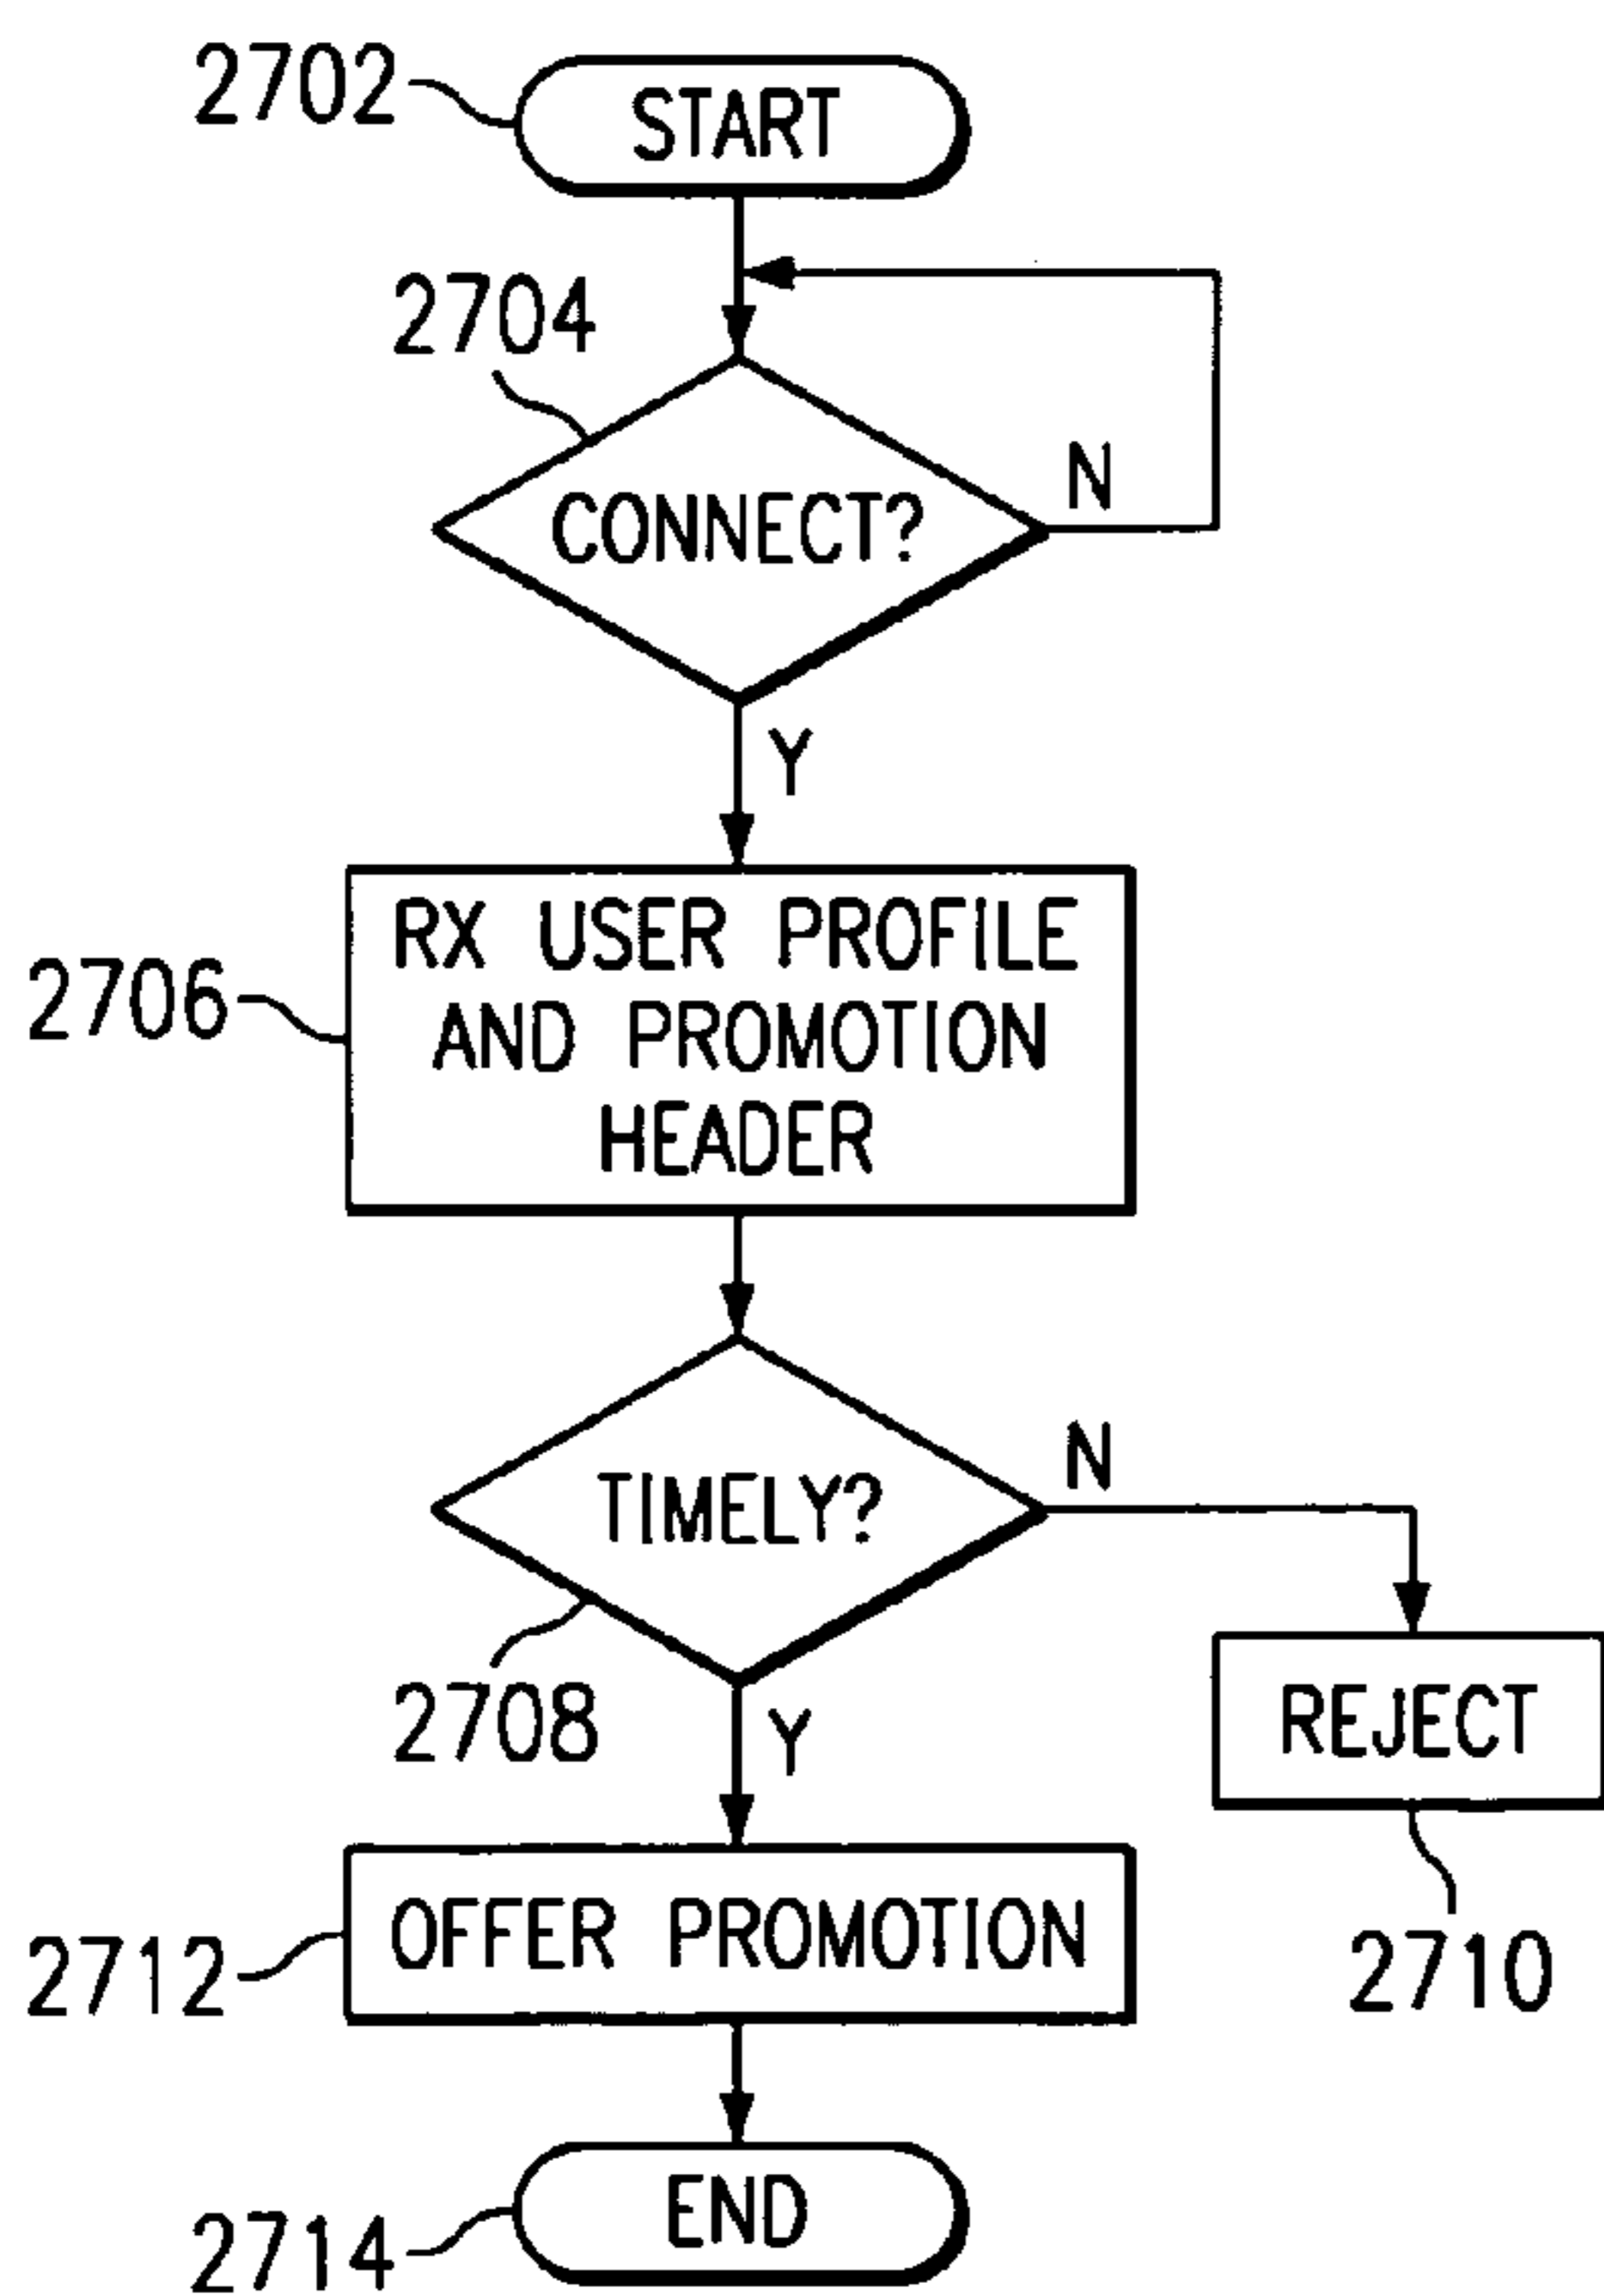 2702
START
2704
CONNECT?
N
Y
RX USER PROFILE
AND PROMOTION
HEADER
2706
TIMELY?
N
2708
Y
REJECT
2710
OFFER PROMOTION
2712
END
2714